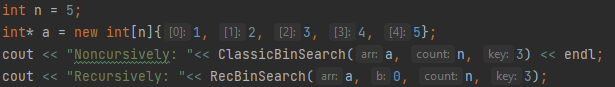 int n = 5;
int* a = new int[n]{ [0]: 1, [1]: 2, [2]: 3, [3]: 4, [4]: 5};
cout << "Noncursively: "<< ClassicBinSearch( arr: a, count: n, key: 3) << endl;
cout << "Recursively: "<< RecBinSearch( arr: a, b: 0, count: n, key: 3);